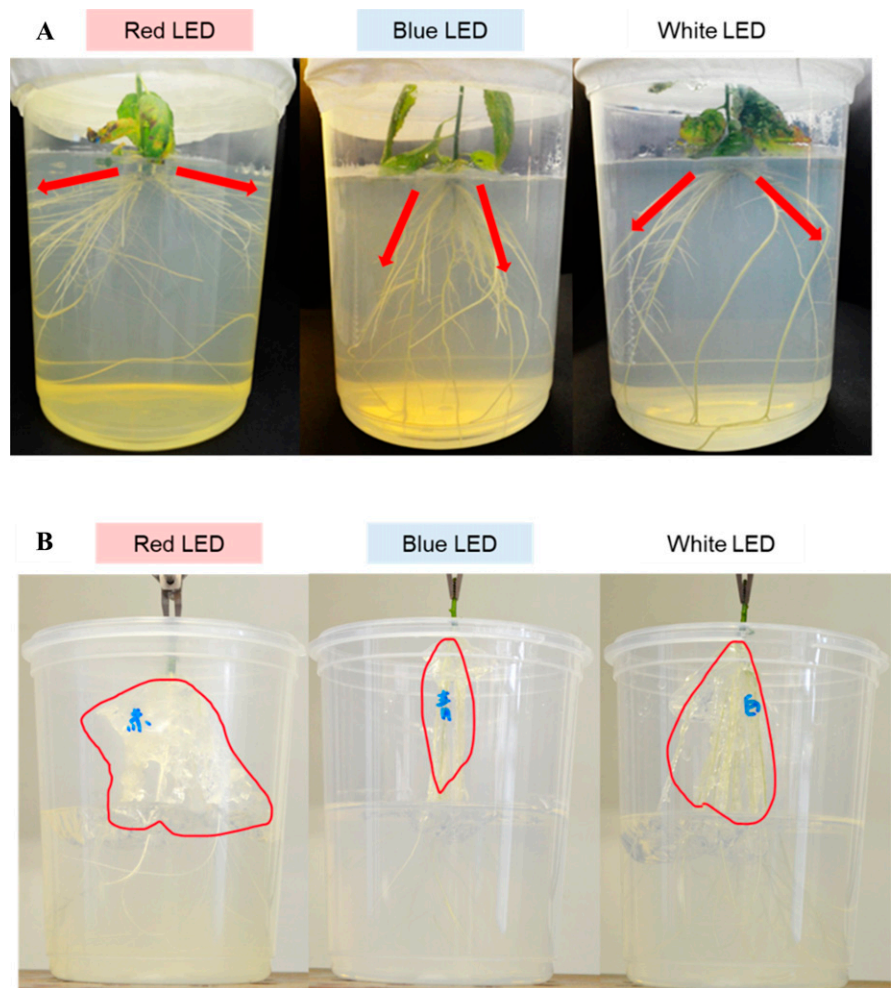 A
Red LED
Blue LED
White LED
B
Red LED
Blue LED
White LED
赤
青
白